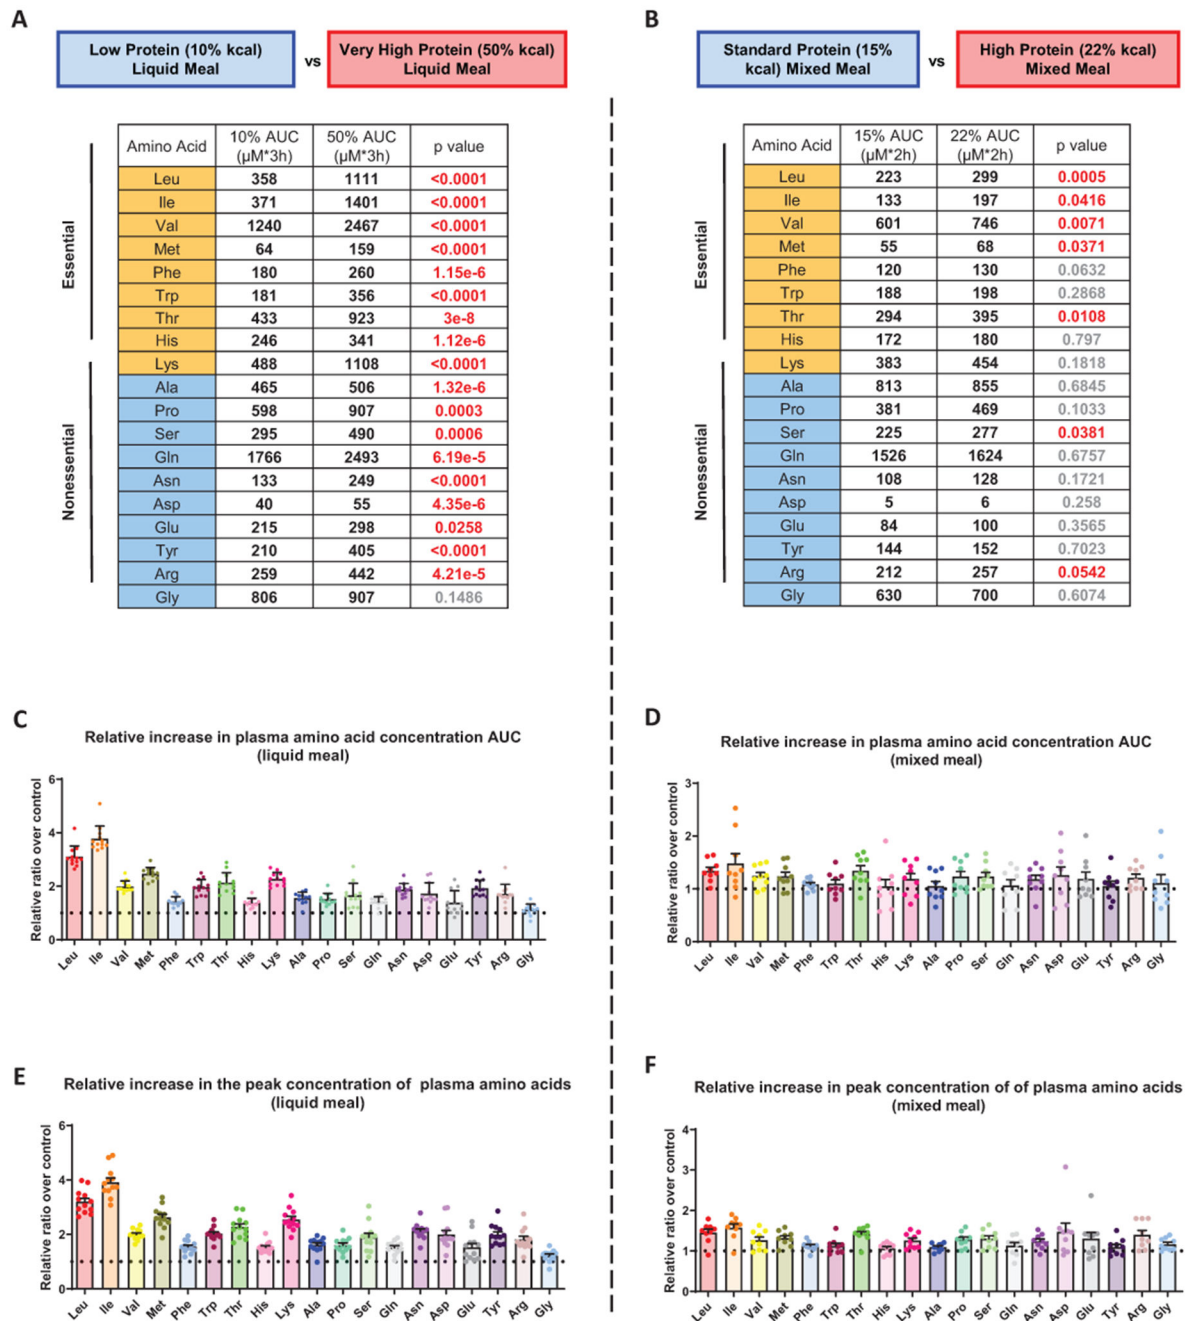 A
Low Protein (10% kcal)
Liquid Meal
vs
Very High Protein (50% kcal)
Liquid Meal
Amino Acid 10% AUC (µM*3h) 50% AUC (µM*3h) p value
Essential
Leu 358 1111 <0.0001
Ile 371 1401 <0.0001
Val 1240 2467 <0.0001
Met 64 159 <0.0001
Phe 180 260 1.15e-6
Trp 181 356 <0.0001
Thr 433 923 3e-8
His 246 341 1.12e-6
Lys 488 1108 <0.0001
Nonessential
Ala 465 506 1.32e-6
Pro 598 907 0.0003
Ser 295 490 0.0006
Gln 1766 2493 6.19e-5
Asn 133 249 <0.0001
Asp 40 55 4.35e-6
Glu 215 298 0.0258
Tyr 210 405 <0.0001
Arg 259 442 4.21e-5
Gly 806 907 0.1486
B
Standard Protein (15%
kcal) Mixed Meal
vs
High Protein (22% kcal)
Mixed Meal
Amino Acid 15% AUC (µM*2h) 22% AUC (µM*2h) p value
Essential
Leu 223 299 0.0005
Ile 133 197 0.0416
Val 601 746 0.0071
Met 55 68 0.0371
Phe 120 130 0.0632
Trp 188 198 0.2868
Thr 294 395 0.0108
His 172 180 0.797
Lys 383 454 0.1818
Nonessential
Ala 813 855 0.6845
Pro 381 469 0.1033
Ser 225 277 0.0381
Gln 1526 1624 0.6757
Asn 108 128 0.1721
Asp 5 6 0.258
Glu 84 100 0.3565
Tyr 144 152 0.7023
Arg 212 257 0.0542
Gly 630 700 0.6074
C
Relative increase in plasma amino acid concentration AUC
(liquid meal)
Relative ratio over control
6
4
2
0
Leu Ile Val Met Phe Trp Thr His Lys Ala Pro Ser Gln Asn Asp Glu Tyr Arg Gly
D
Relative increase in plasma amino acid concentration AUC
(mixed meal)
Relative ratio over control
3
2
1
0
Leu Ile Val Met Phe Trp Thr His Lys Ala Pro Ser Gln Asn Asp Glu Tyr Arg Gly
E
Relative increase in the peak concentration of plasma amino acids
(liquid meal)
Relative ratio over control
6
4
2
0
Leu Ile Val Met Phe Trp Thr His Lys Ala Pro Ser Gln Asn Asp Glu Tyr Arg Gly
F
Relative increase in peak concentration of of plasma amino acids
(mixed meal)
Relative ratio over control
4
3
2
1
0
Leu Ile Val Met Phe Trp Thr His Lys Ala Pro Ser Gln Asn Asp Glu Tyr Arg Gly